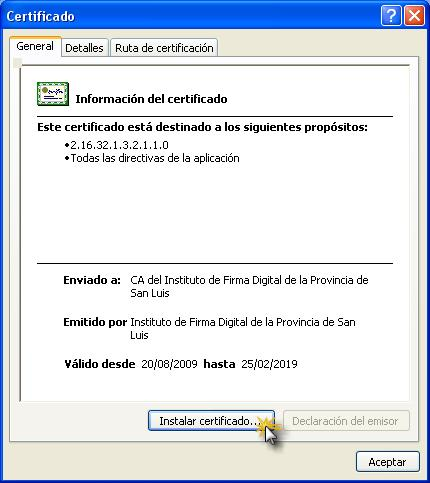 Certificado
General
Detalles
Ruta de certificación
Información del certificado
Este certificado está destinado a los siguientes propósitos:
•2.16.32.1.3.2.1.1.0
•Todas las directivas de la aplicación
Enviado a: CA del Instituto de Firma Digital de la Provincia de
San Luis
Emitido por Instituto de Firma Digital de la Provincia de San
Luis
Válido desde 20/08/2009 hasta 25/02/2019
Instalar certificado...
Declaración del emisor
Aceptar